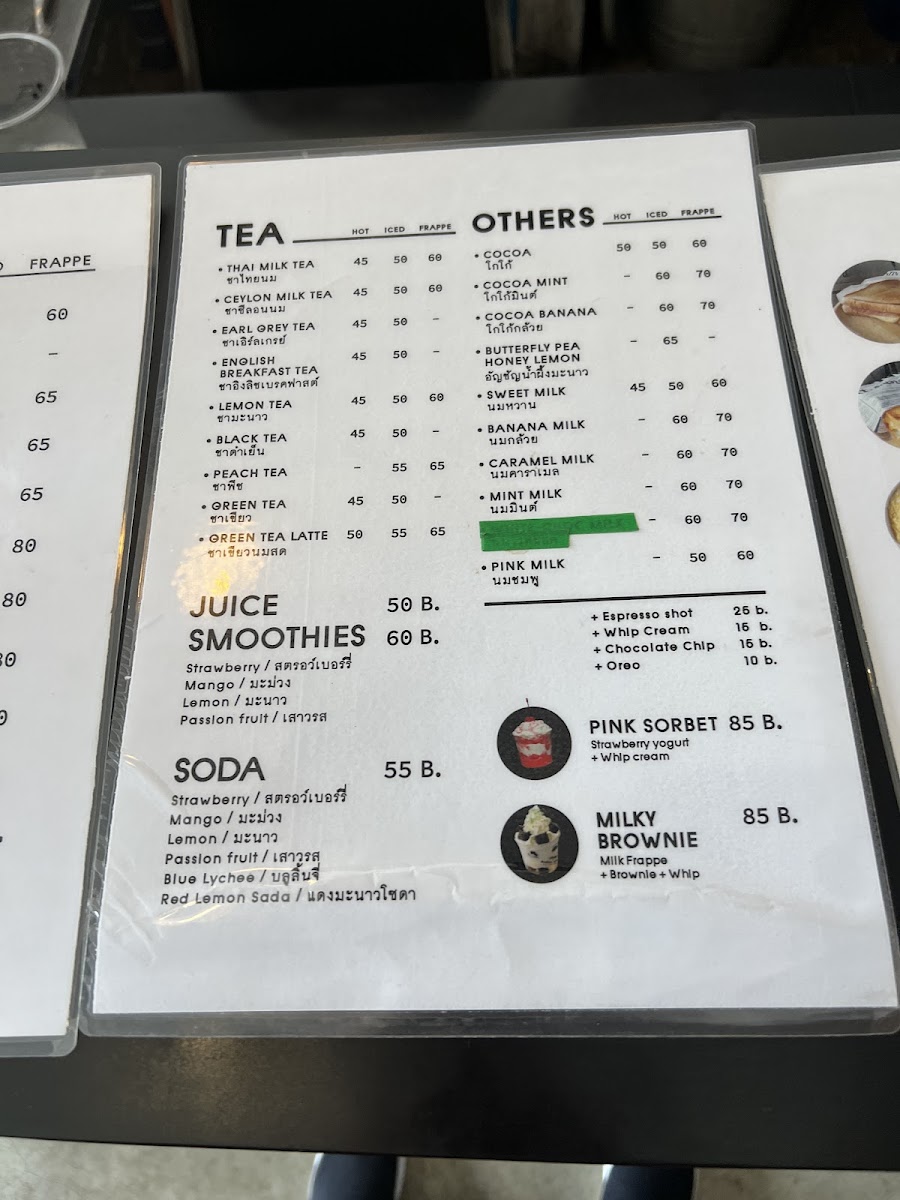 FRAPPE
60
–
65
65
65
80
80
TEA HOT ICED FRAPPE
• THAI MILK TEA 45 50 60
ชาไทยนม
• CEYLON MILK TEA 45 50 60
ชาซีลอนนม
• EARL GREY TEA 45 50 –
ชาเอิร์ลเกรย์
• ENGLISH
BREAKFAST TEA 45 50 –
ชาอิงลิชเบรคฟาสต์
• LEMON TEA 45 50 60
ชามะนาว
• BLACK TEA 45 50 –
ชาดำเย็น
• PEACH TEA – 55 65
ชาพีช
• GREEN TEA 45 50 –
ชาเขียว
• GREEN TEA LATTE 50 55 65
ชาเขียวนมสด
JUICE 50 B.
SMOOTHIES 60 B.
Strawberry / สตรอว์เบอร์รี่
Mango / มะม่วง
Lemon / มะนาว
Passion fruit / เสาวรส
SODA 55 B.
Strawberry / สตรอว์เบอร์รี่
Mango / มะม่วง
Lemon / มะนาว
Passion fruit / เสาวรส
Blue Lychee / บลูลิ้นจี่
Red Lemon Sada / แดงมะนาวโซดา
OTHERS HOT ICED FRAPPE
• COCOA 50 50 60
โกโก้
• COCOA MINT – 60 70
โกโก้มินต์
• COCOA BANANA – 60 70
โกโก้กล้วย
• BUTTERFLY PEA
HONEY LEMON – 65 –
อัญชันน้ำผึ้งมะนาว
• SWEET MILK 45 50 60
นมหวาน
• BANANA MILK – 60 70
นมกล้วย
• CARAMEL MILK – 60 70
นมคาราเมล
• MINT MILK – 60 70
นมมินต์
– 60 70
• PINK MILK – 50 60
นมชมพู
+ Espresso shot 25 b.
+ Whip Cream 15 b.
+ Chocolate Chip 15 b.
+ Oreo 10 b.
PINK SORBET 85 B.
Strawberry yogurt
+ Whip cream
MILKY
BROWNIE 85 B.
Milk Frappe
+ Brownie + Whip